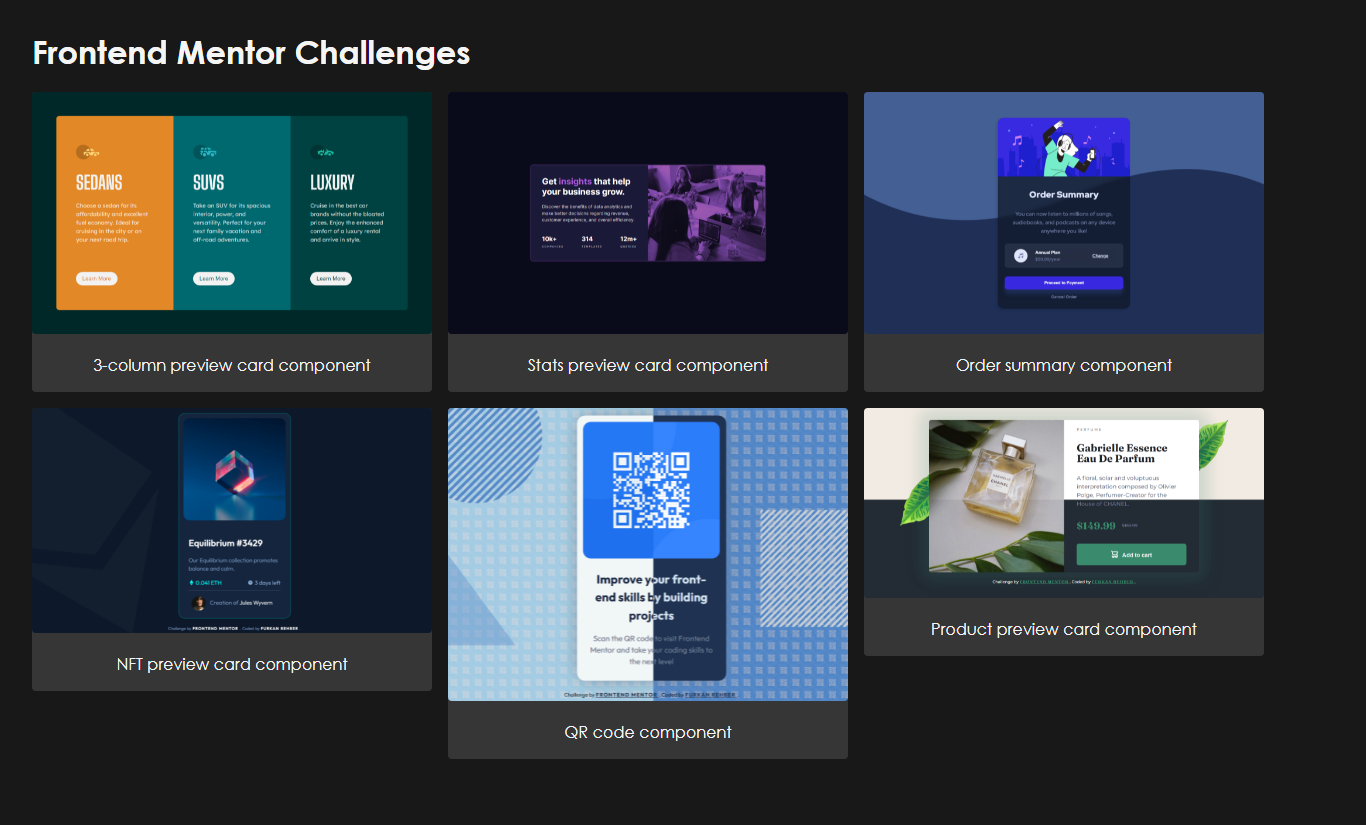 Frontend Mentor Challenges
SEDANS
Choose a sedan for its
affordability and excellent
fuel economy. Ideal for
cruising in the city or on
your next road trip.
Learn More
SUVS
Take an SUV for its spacious
interior, power, and
versatility. Perfect for your
next family vacation and
off-road adventures.
Learn More
LUXURY
Cruise in the best car
brands without the bloated
prices. Enjoy the enhanced
comfort of a luxury rental
and arrive in style.
Learn More
3-column preview card component
Get insights that help
your business grow.
Discover the benefits of data analytics and
make better decisions regarding revenue,
customer experience, and overall efficiency
10k+
314
12m+
COMPANIES
TEMPLATES
QUERIES
Stats preview card component
Order Summary
You can now listen to millions of songs,
audiobooks, and podcasts on any device
anywhere you like!
Annual Plan
$59.99/year
Change
Proceed to Payment
Cancel Order
Order summary component
Equilibrium #3429
Our Equilibrium collection promotes
balance and calm.
0.041 ETH
3 days left
Creation of Jules Wyvern
Challenge by FRONTEND MENTOR Coded by FURKAN REHBER
NFT preview card component
Improve your front-
end skills by building
projects
Scan the QR code to visit Frontend
Mentor and take your coding skills to
the next level
Challenge by FRONTEND MENTOR. Coded by FURKAN REHBER
QR code component
PERFUME
Gabrielle Essence
Eau De Parfum
A floral, solar and voluptuous
interpretation composed by Olivier
Polge, Perfumer-Creator for the
House of CHANEL.
$149.99
Add to cart
CHANEL
Challenge by FRONTEND MENTOR. Coded by FURKAN REHBER.
Product preview card component